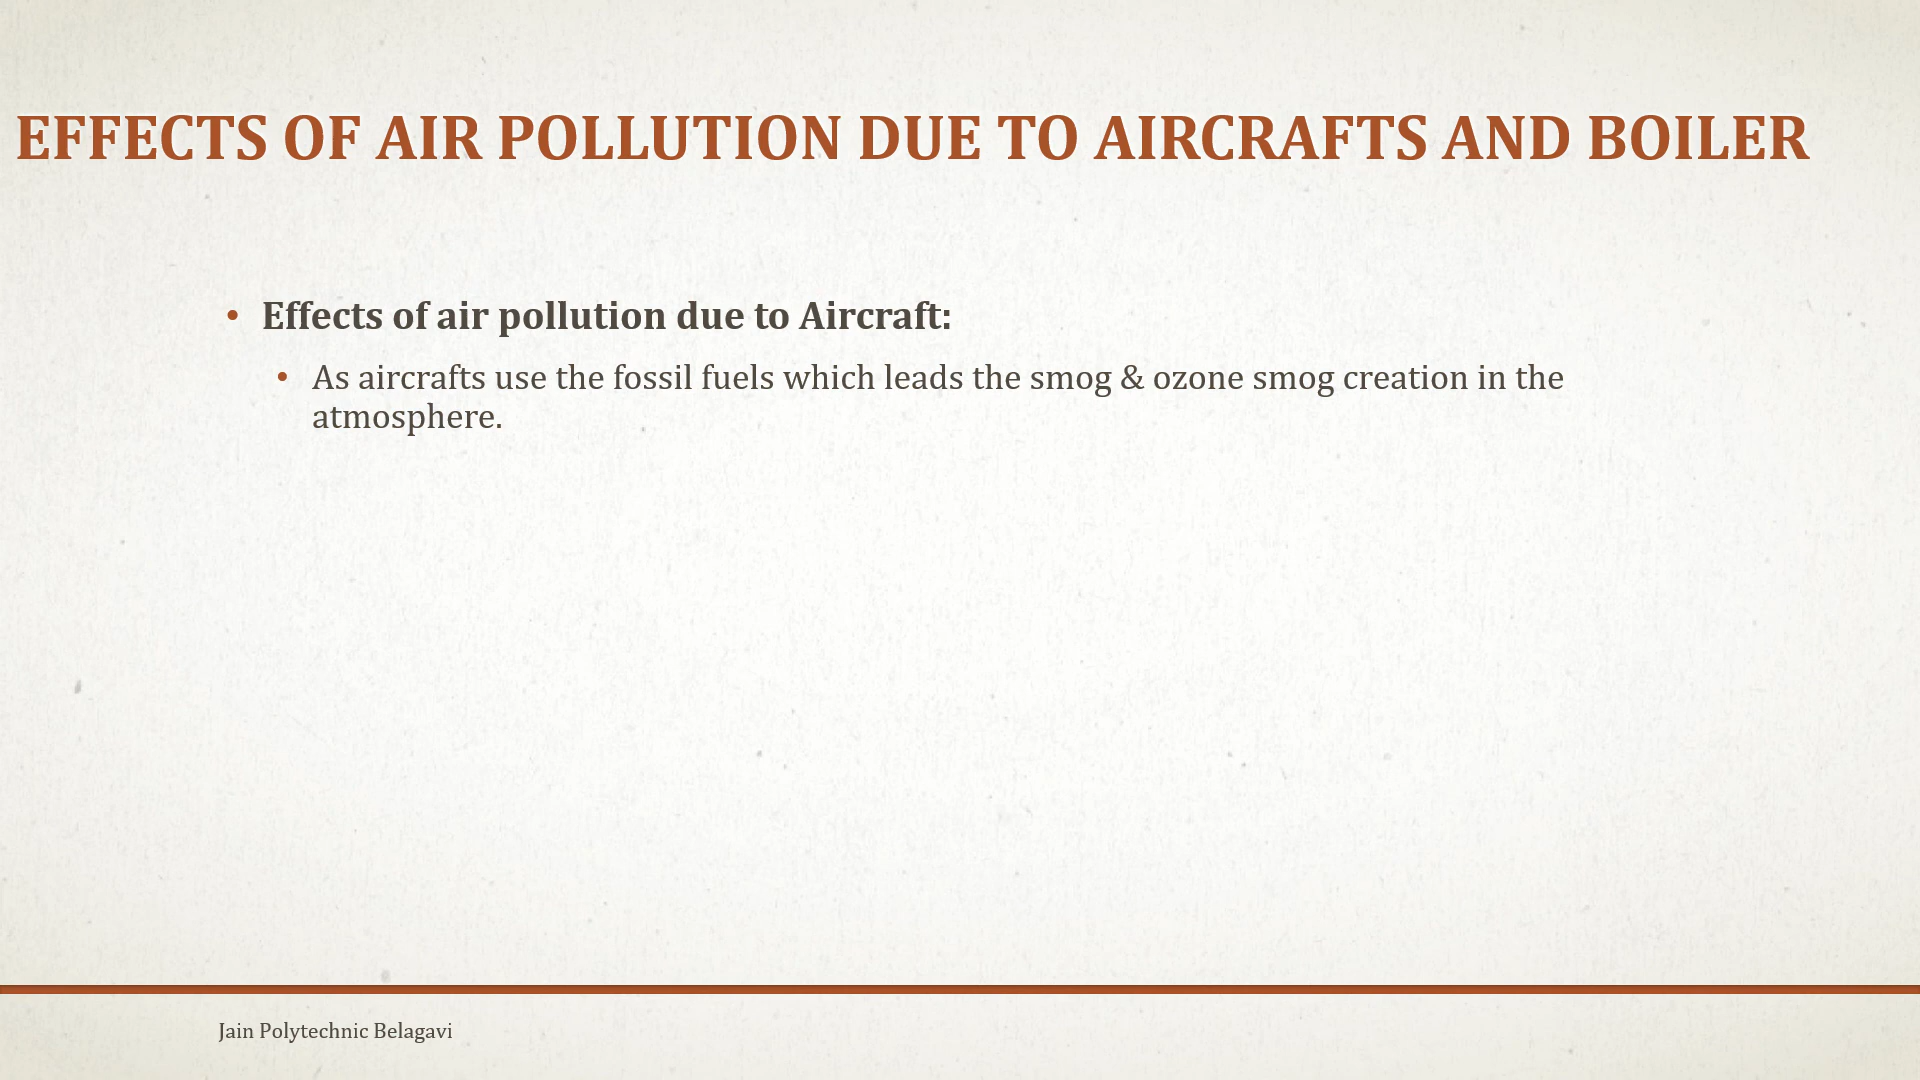 EFFECTS OF AIR POLLUTION DUE TO AIRCRAFTS AND BOILER
• Effects of air pollution due to Aircraft:
• As aircrafts use the fossil fuels which leads the smog & ozone smog creation in the
atmosphere.
Jain Polytechnic Belagavi